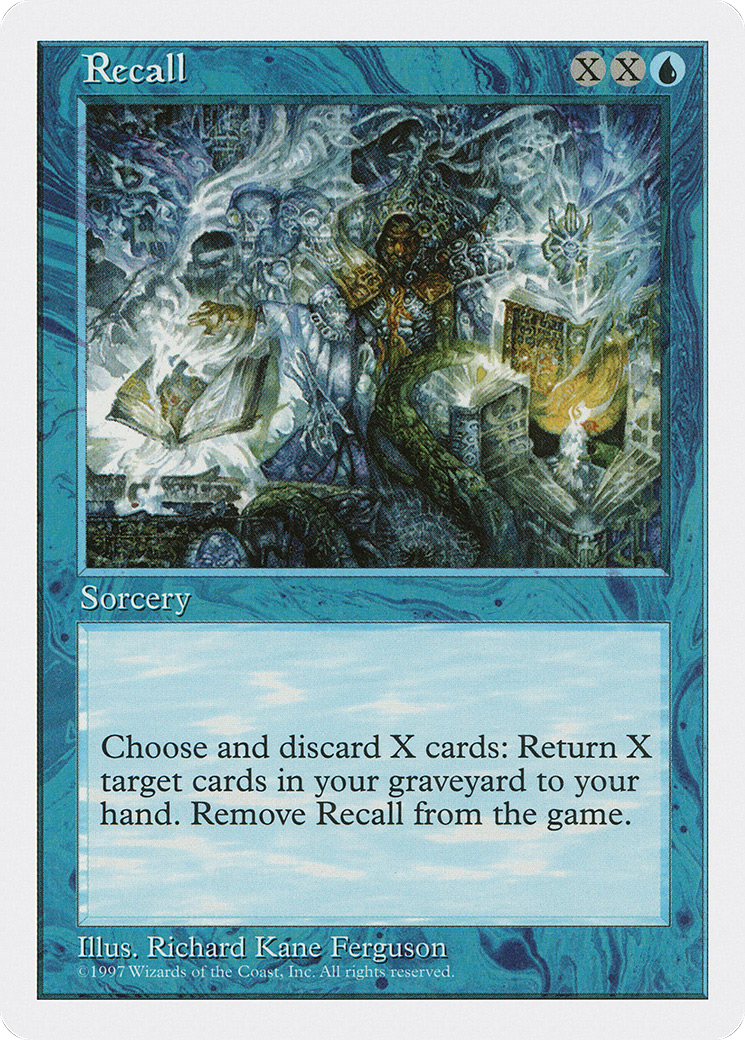 Recall XX
Sorcery
Choose and discard X cards: Return X
target cards in your graveyard to your
hand. Remove Recall from the game.
Illus. Richard Kane Ferguson
©1997 Wizards of the Coast, Inc. All rights reserved.